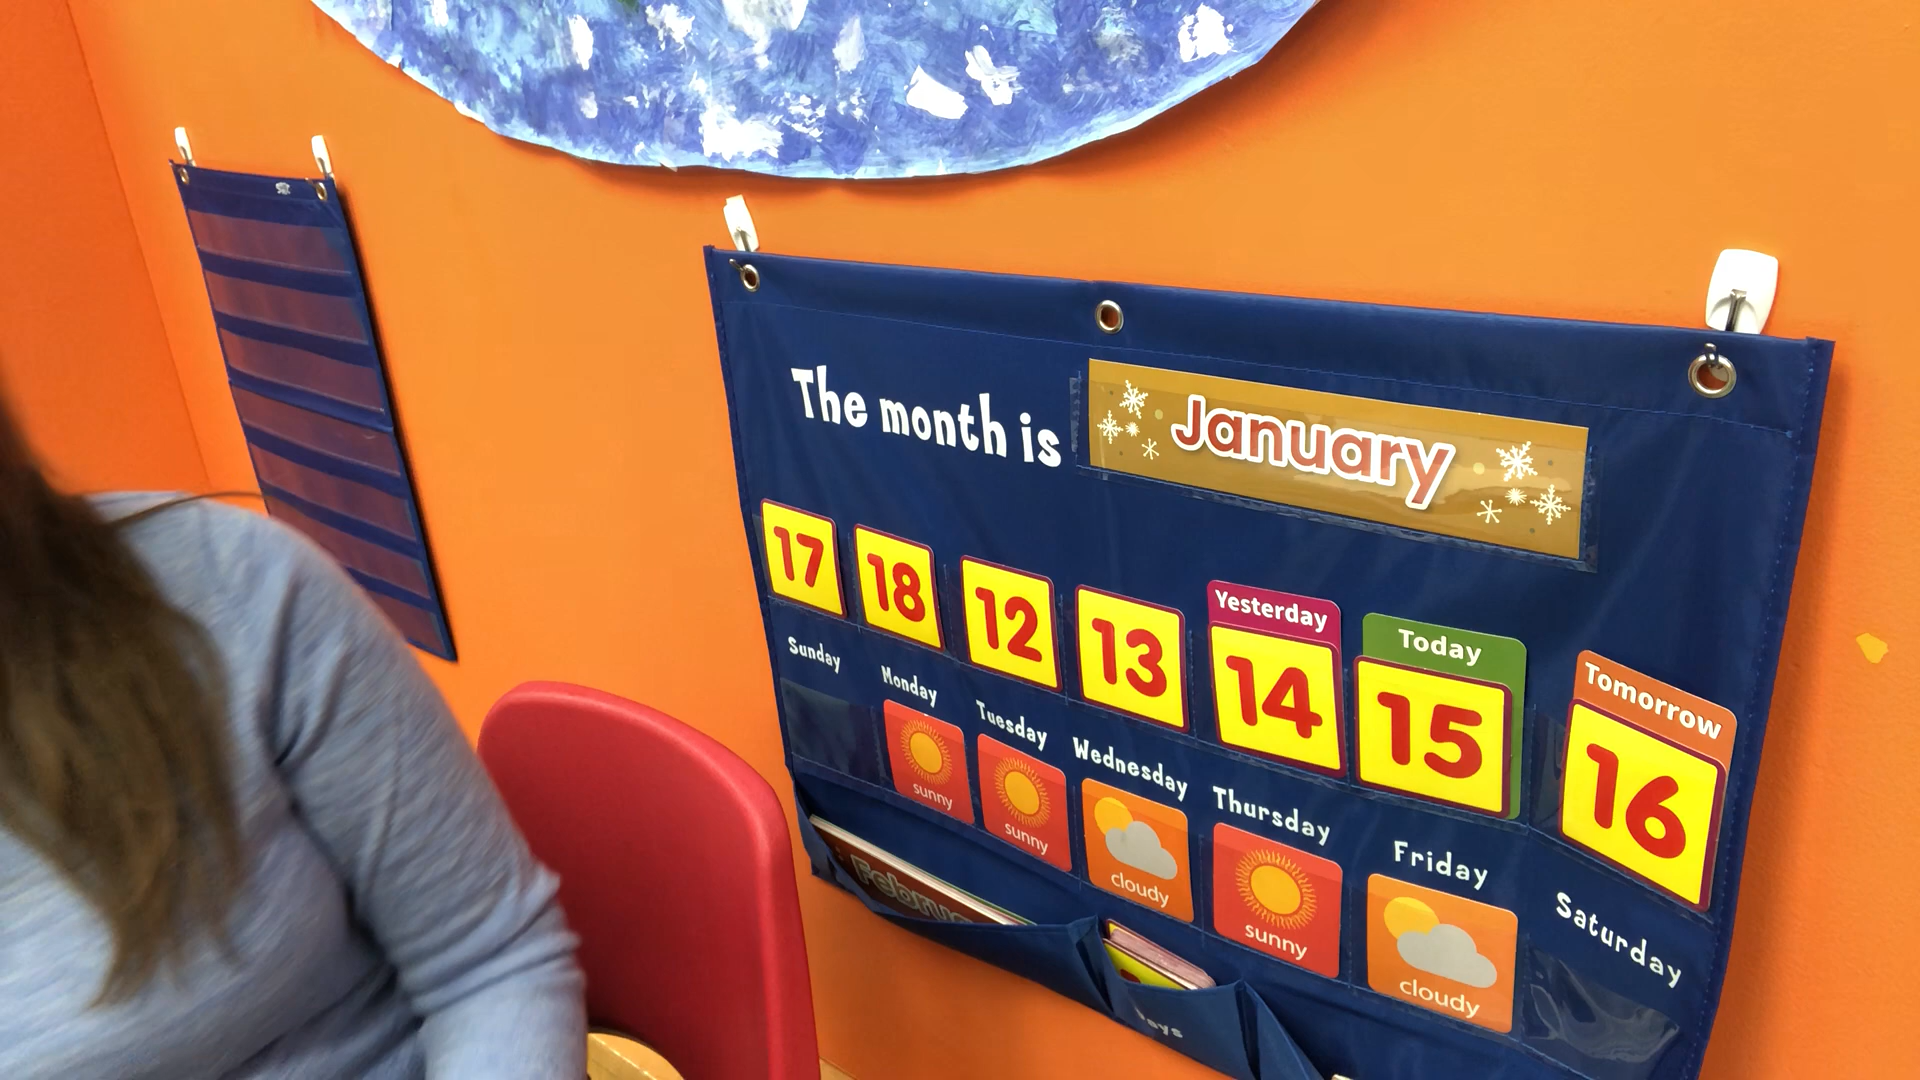 The month is January
17 18 12 13 Yesterday 14 Today 15 Tomorrow 16
Sunday Monday Tuesday Wednesday Thursday Friday Saturday
sunny sunny cloudy sunny cloudy